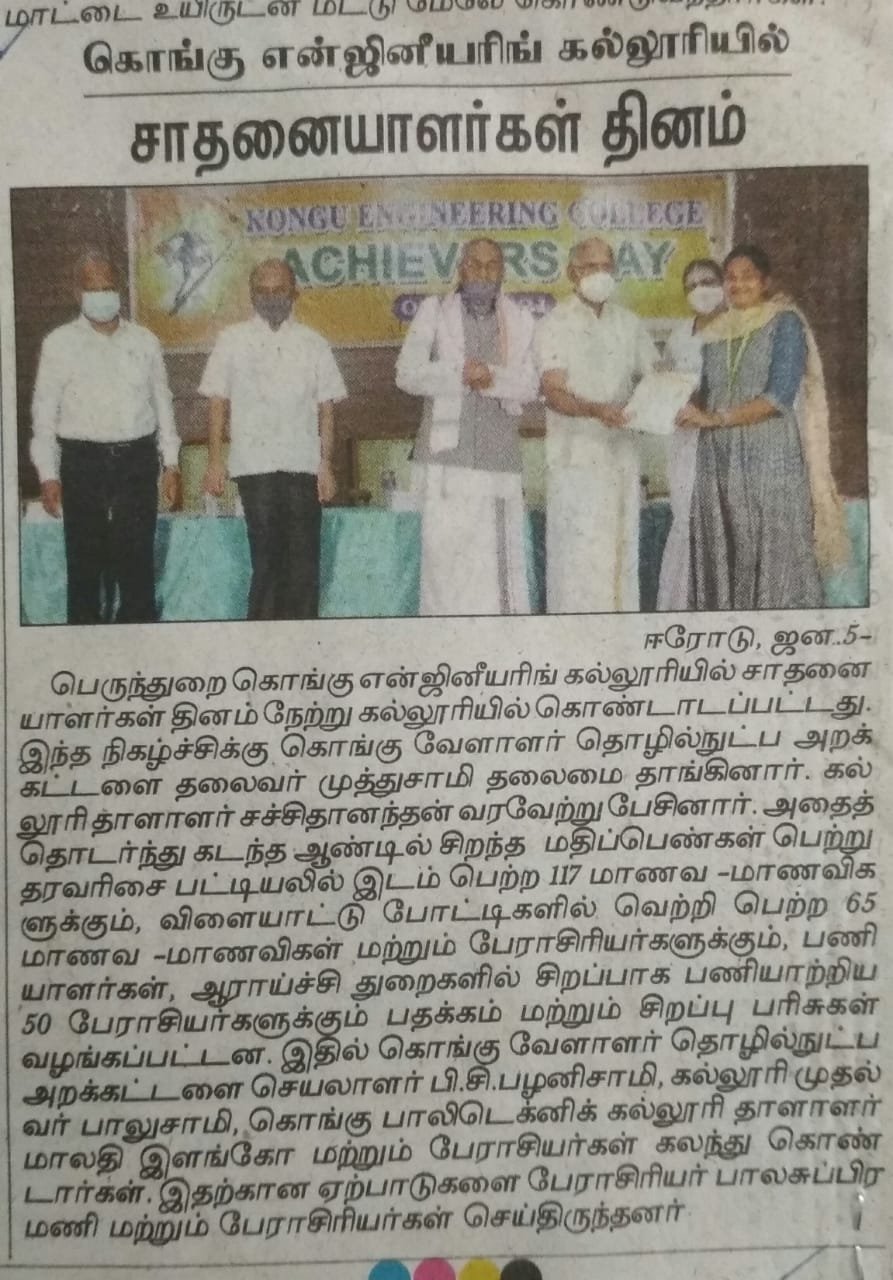 மாட்டை உயிருடன் மீட்டு மேலே
கொங்கு என்ஜினீயரிங் கல்லூரியில்
சாதனையாளர்கள் தினம்
KONGU ENGINEERING COLLEGE
ACHIEVERS DAY
ஈரோடு, ஜன.5-
பெருந்துறை கொங்கு என்ஜினீயரிங் கல்லூரியில் சாதனை
யாளர்கள் தினம் நேற்று கல்லூரியில் கொண்டாடப்பட்டது.
இந்த நிகழ்ச்சிக்கு கொங்கு வேளாளர் தொழில்நுட்ப அறக்
கட்டளை தலைவர் முத்துசாமி தலைமை தாங்கினார். கல்
லூரி தாளாளர் சச்சிதானந்தன் வரவேற்று பேசினார். அதைத்
தொடர்ந்து கடந்த ஆண்டில் சிறந்த மதிப்பெண்கள் பெற்று
தரவரிசை பட்டியலில் இடம் பெற்ற 117 மாணவ -மாணவிக
ளுக்கும், விளையாட்டு போட்டிகளில் வெற்றி பெற்ற 65
மாணவ -மாணவிகள் மற்றும் பேராசிரியர்களுக்கும், பணி
யாளர்கள், ஆராய்ச்சி துறைகளில் சிறப்பாக பணியாற்றிய
50 பேராசியர்களுக்கும் பதக்கம் மற்றும் சிறப்பு பரிசுகள்
வழங்கப்பட்டன. இதில் கொங்கு வேளாளர் தொழில்நுட்ப
அறக்கட்டளை செயலாளர் பி.சி.பழனிசாமி, கல்லூரி முதல்
வர் பாலுசாமி, கொங்கு பாலிடெக்னிக் கல்லூரி தாளாளர்
மாலதி இளங்கோ மற்றும் பேராசியர்கள் கலந்து கொண்
டார்கள். இதற்கான ஏற்பாடுகளை பேராசிரியர் பாலசுப்பிர
மணி மற்றும் பேராசிரியர்கள் செய்திருந்தனர்